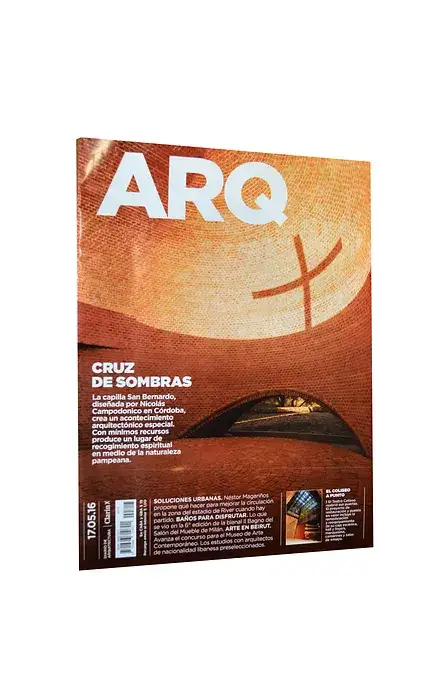 ARQ
CRUZ
DE SOMBRAS
La capilla San Bernardo,
diseñada por Nicolás
Campodonico en Córdoba,
crea un acontecimiento
arquitectónico especial.
Con mínimos recursos
produce un lugar de
recogimiento espiritual
en medio de la naturaleza
pampeana.
17.05.16
DIARIO DE
ARQUITECTURA
Clarín X
SOLUCIONES URBANAS. Néstor Magariños
propone qué hacer para mejorar la circulación
en la zona del estadio de River cuando hay
partido. BAÑOS PARA DISFRUTAR. Lo que
se vio en la 6ª edición de la bienal Il Bagno del
Salón del Mueble de Milán. ARTE EN BEIRUT.
Avanza el concurso para el Museo de Arte
Contemporáneo. Los estudios con arquitectos
de nacionalidad libanesa preseleccionados.
EL COLISEO
A PUNTO